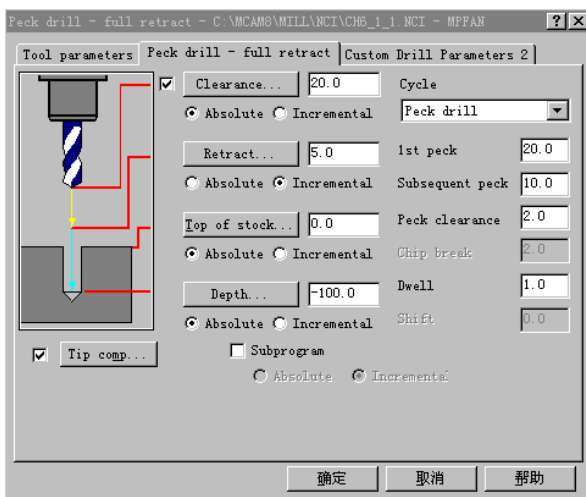 Peck drill - full retract - C:\MCAM8\MILL\NCI\CH6_1_1.NCI - MPFAN
Tool parameters Peck drill - full retract Custom Drill Parameters 2
Clearance... 20.0 Cycle
Absolute Incremental Peck drill
Retract... 5.0 1st peck 20.0
Absolute Incremental Subsequent peck 10.0
Top of stock... 0.0 Peck clearance 2.0
Absolute Incremental Chip break 2.0
Depth... -100.0 Dwell 1.0
Absolute Incremental Shift 0.0
Tip comp... Subprogram
Absolute Incremental
确定 取消 帮助